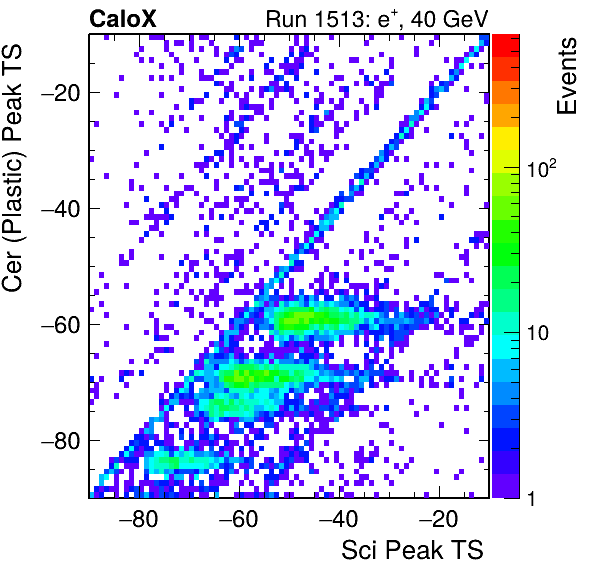 CaloX Run 1513: e⁺, 40 GeV
Cer (Plastic) Peak TS
−20
−40
−60
−80
−80 −60 −40 −20
Sci Peak TS
Events
10²
10
1